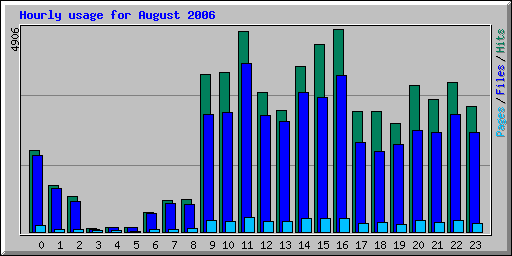 Hourly usage for August 2006
4906
Pages/Files/Hits
0 1 2 3 4 5 6 7 8 9 10 11 12 13 14 15 16 17 18 19 20 21 22 23